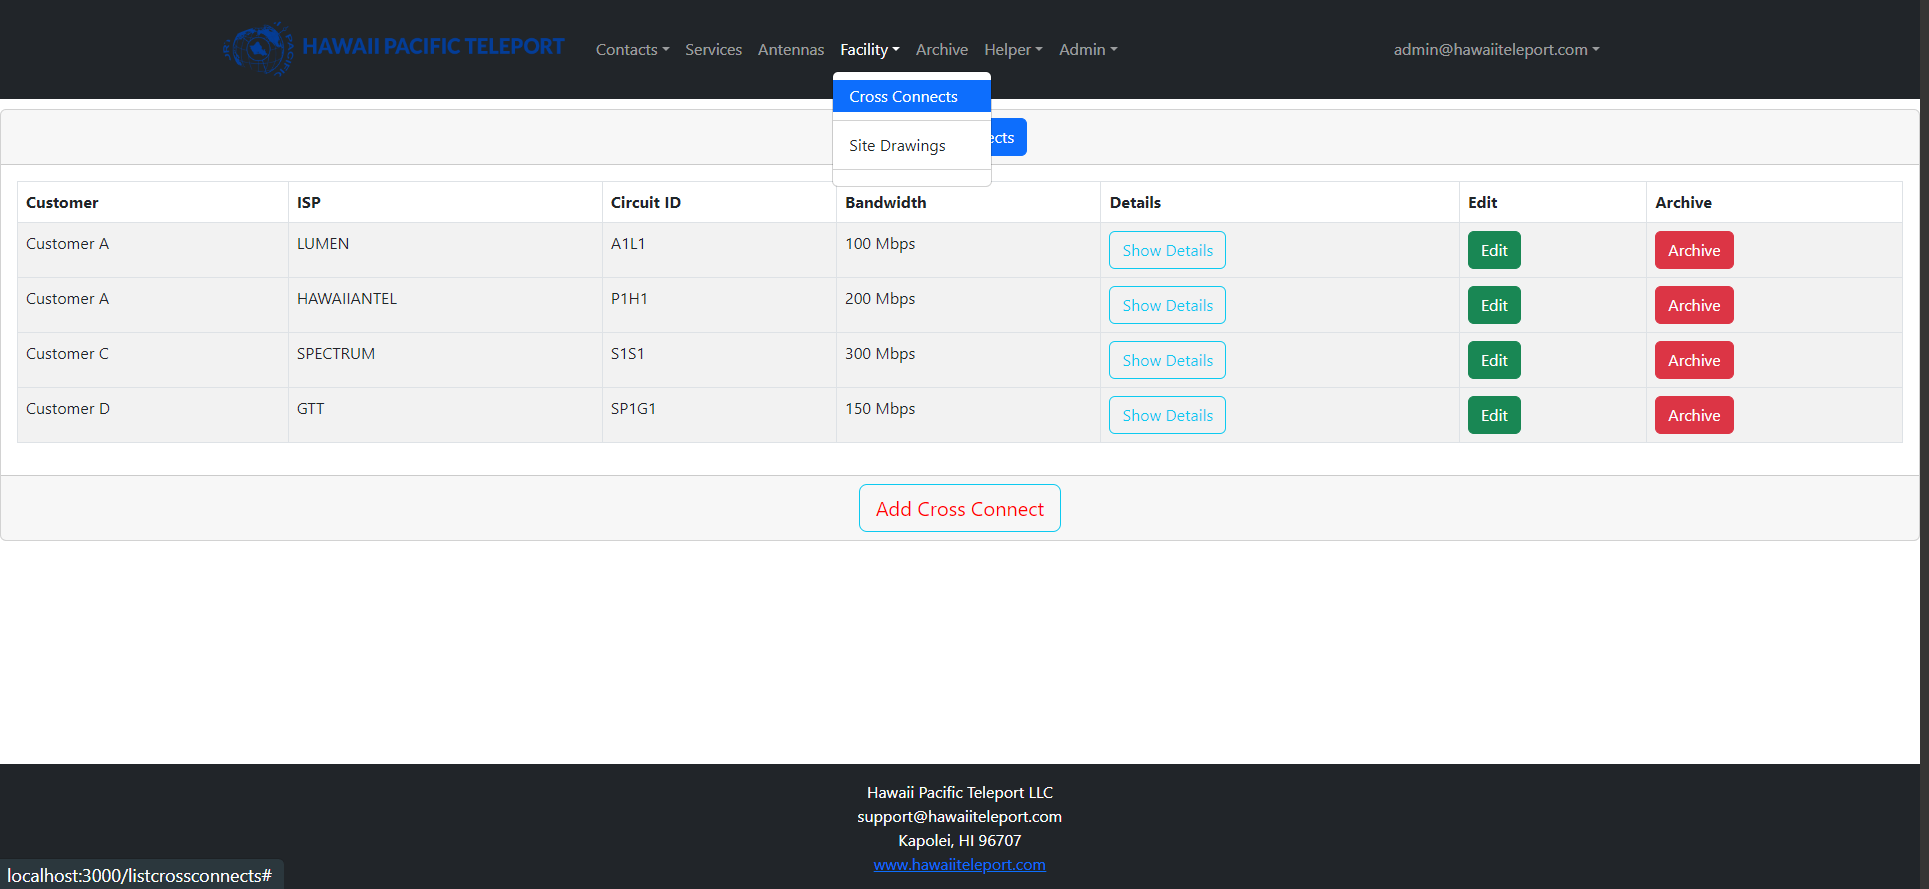 HAWAII PACIFIC TELEPORT
Contacts Services Antennas Facility Archive Helper Admin admin@hawaiiteleport.com
Cross Connects
Site Drawings
ects
Customer ISP Circuit ID Bandwidth Details Edit Archive
Customer A LUMEN A1L1 100 Mbps Show Details Edit Archive
Customer A HAWAIIANTEL P1H1 200 Mbps Show Details Edit Archive
Customer C SPECTRUM S1S1 300 Mbps Show Details Edit Archive
Customer D GTT SP1G1 150 Mbps Show Details Edit Archive
Add Cross Connect
Hawaii Pacific Teleport LLC
support@hawaiiteleport.com
Kapolei, HI 96707
www.hawaiiteleport.com
localhost:3000/listcrossconnects#